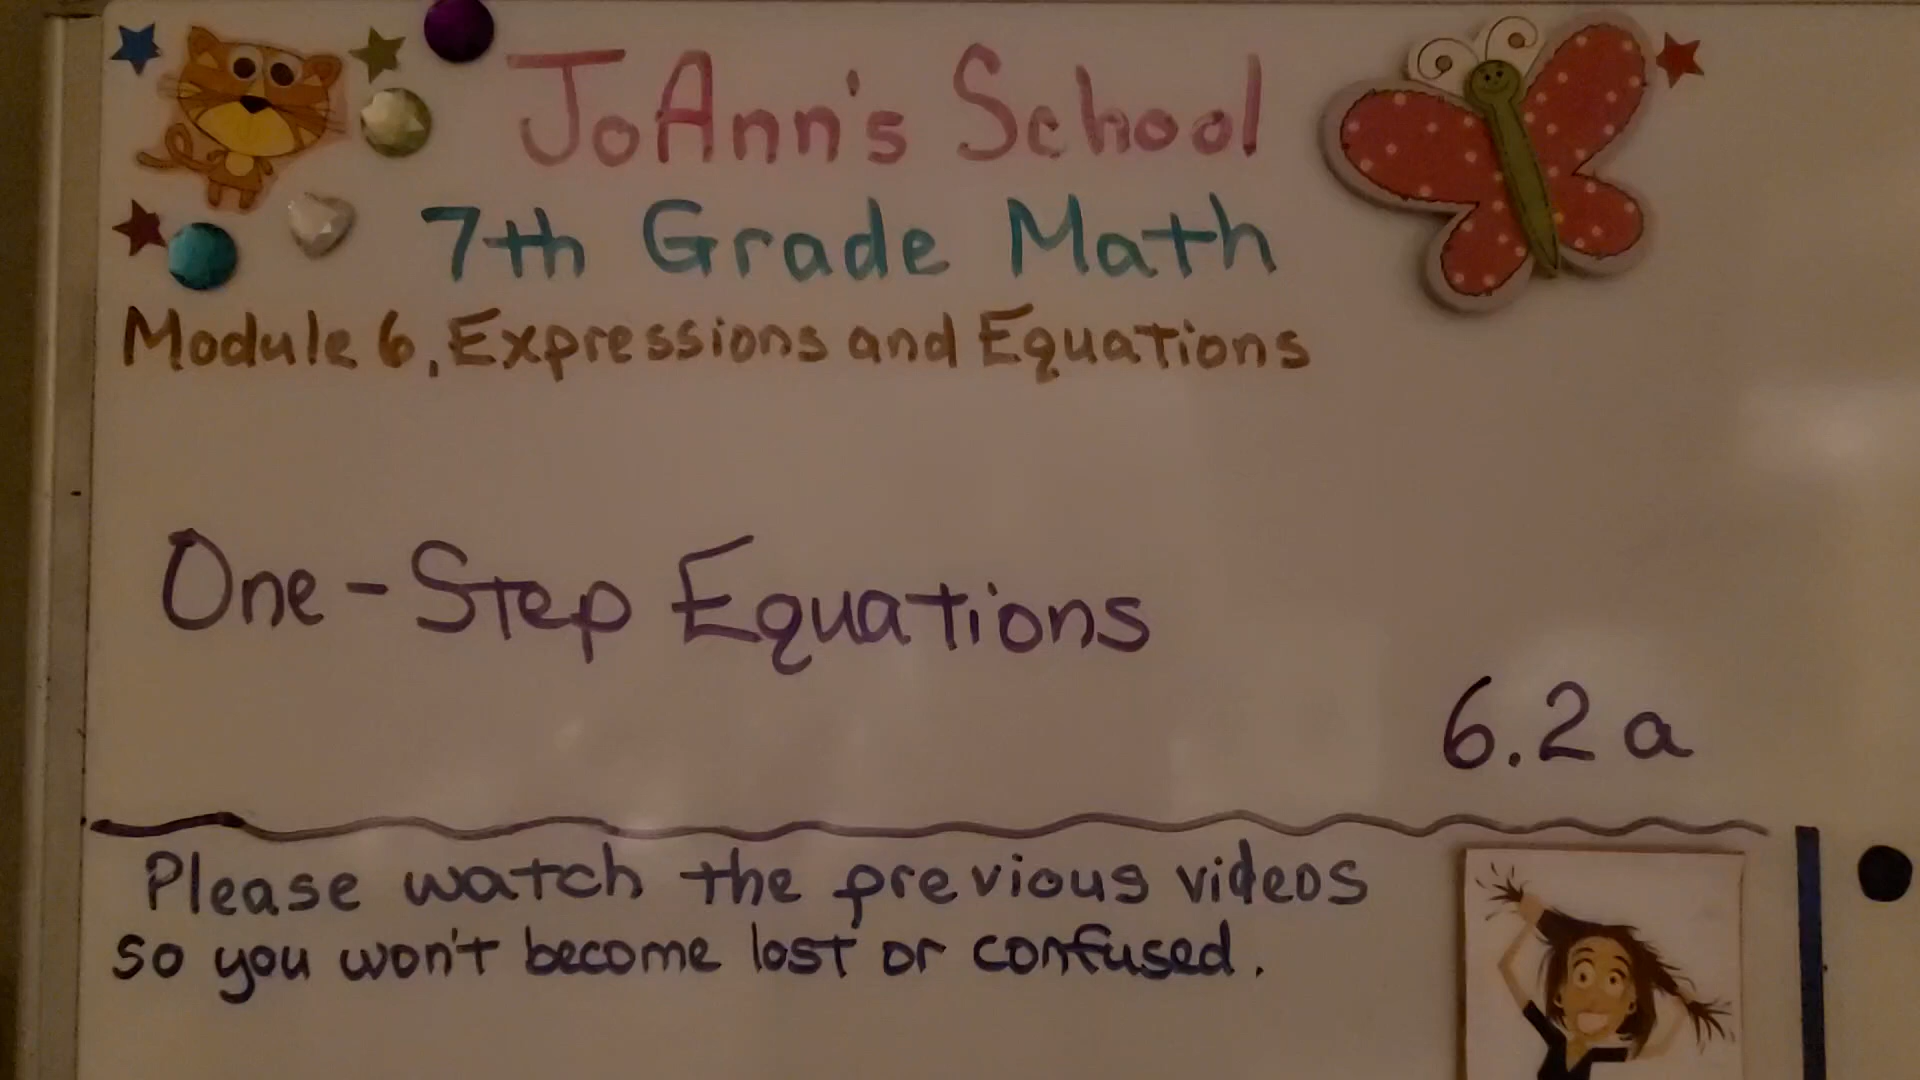 JoAnn's School
7th Grade Math
Module 6, Expressions and Equations
One-Step Equations
6.2a
Please watch the previous videos
so you won't become lost or confused.